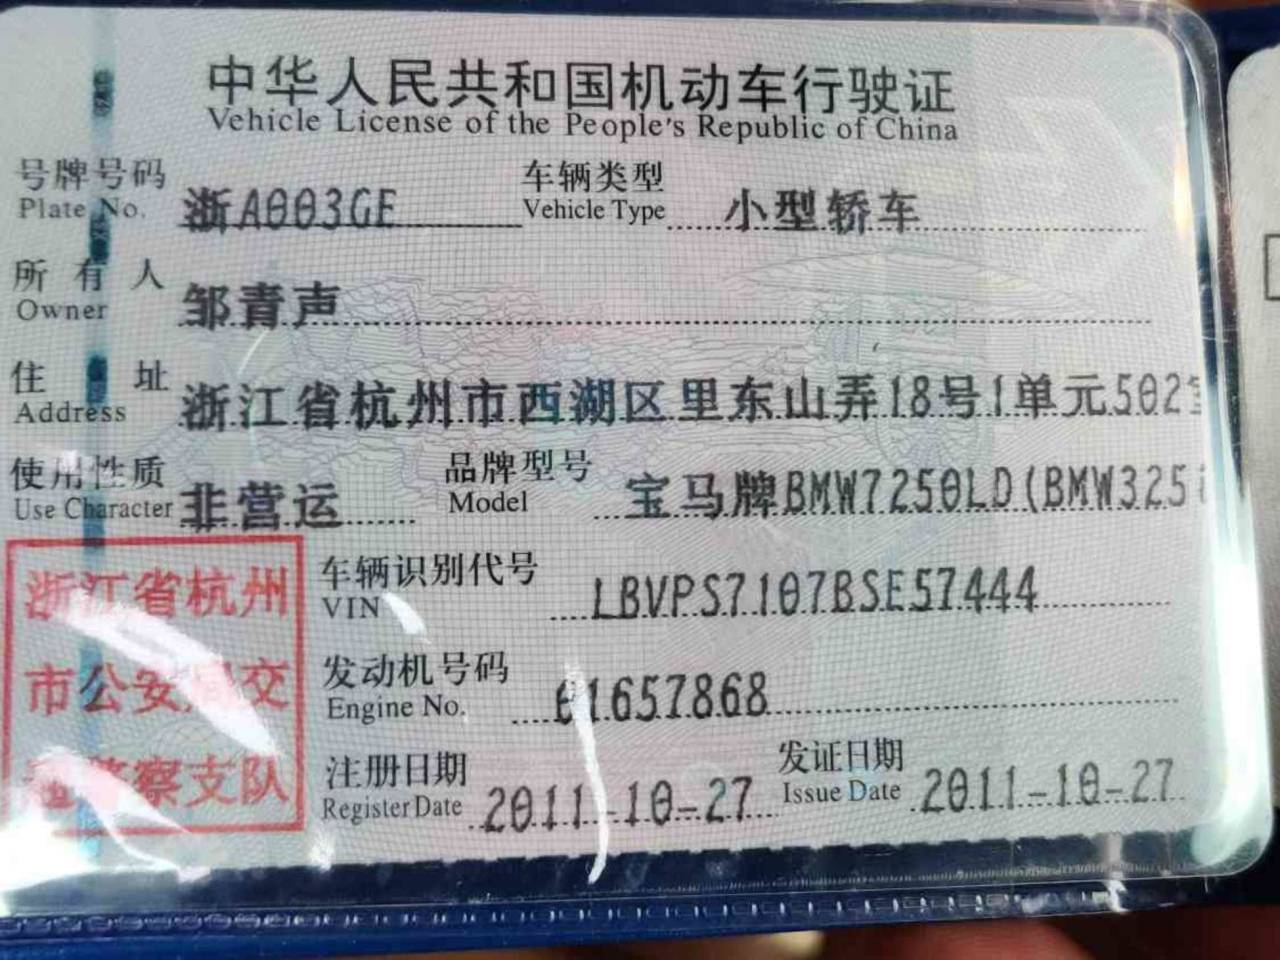 中华人民共和国机动车行驶证
Vehicle License of the People's Republic of China
号牌号码 浙A003GE 车辆类型 小型轿车
Plate No. Vehicle Type
所有人 邹青声
Owner
住址 浙江省杭州市西湖区里东山弄18号1单元502室
Address
使用性质 非营运 品牌型号 宝马牌BMW7250LD(BMW325i
Use Character Model
浙江省杭州
市公安局交
通警察支队
车辆识别代号 LBVPS7107BSE57444
VIN
发动机号码 01657868
Engine No.
注册日期 2011-10-27 发证日期 2011-10-27
Register Date Issue Date